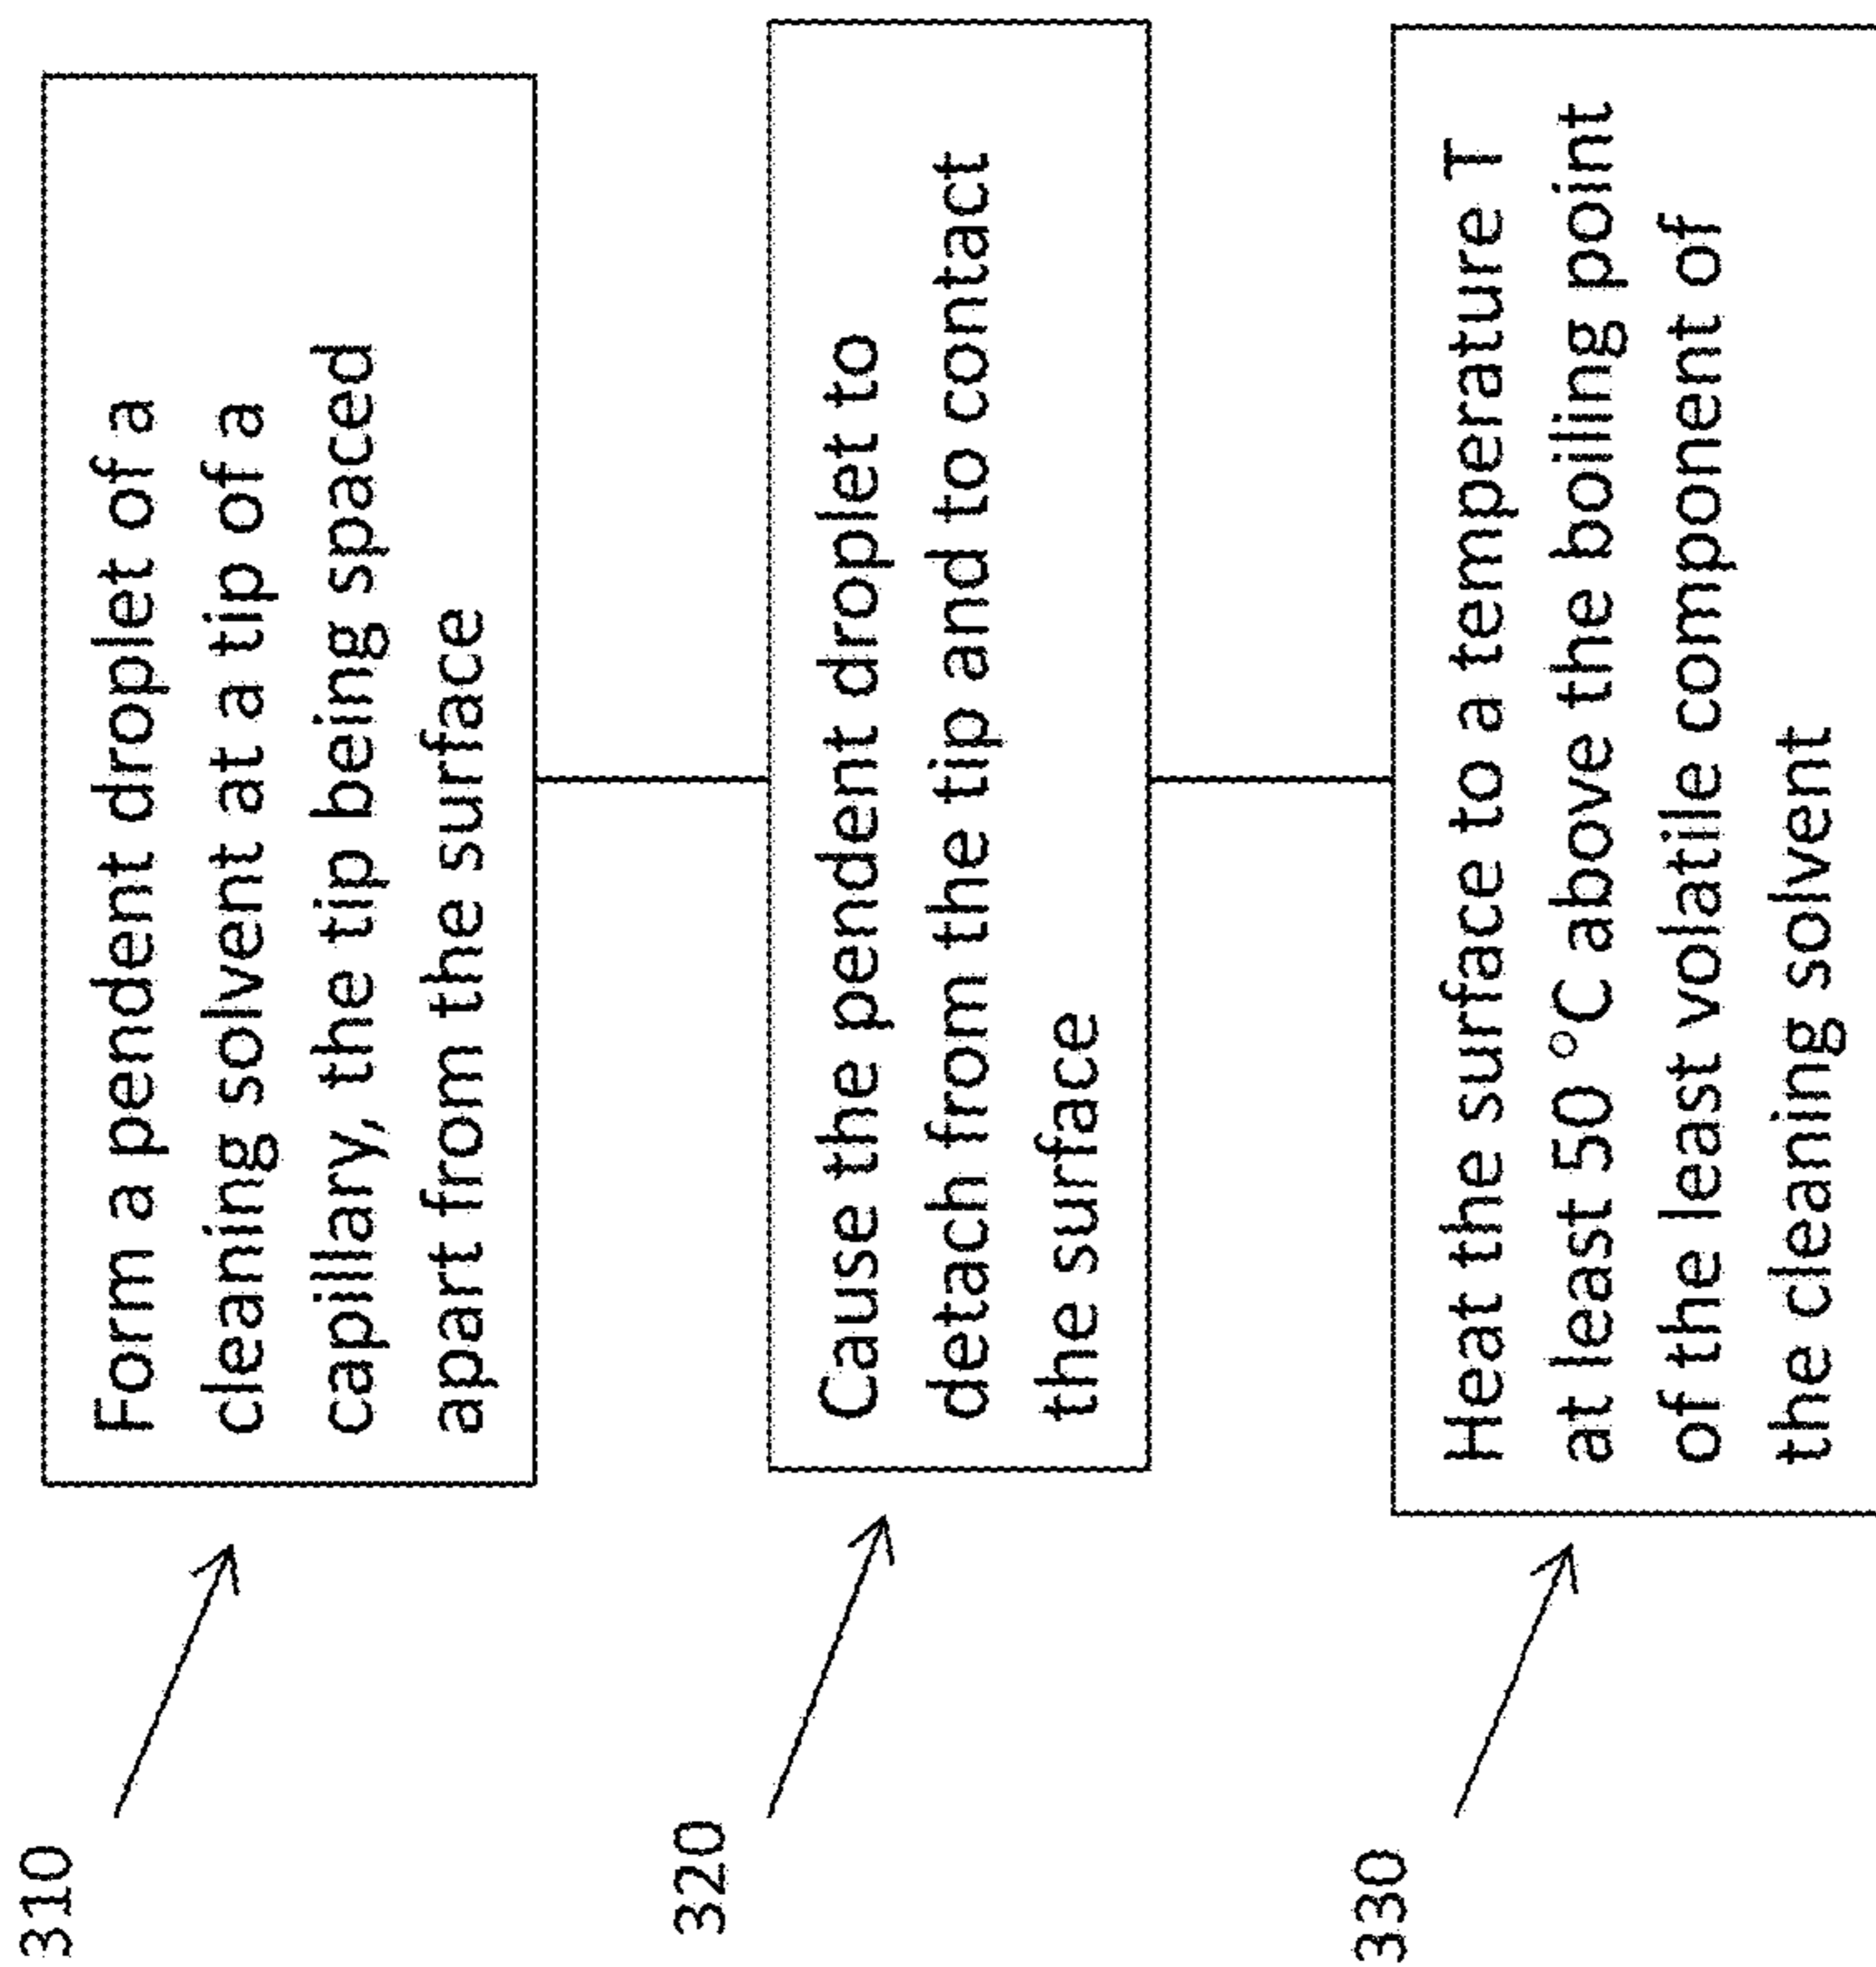 310
Form a pendent droplet of a
cleaning solvent at a tip of a
capillary, the tip being spaced
apart from the surface
320
Cause the pendent droplet to
detach from the tip and to contact
the surface
330
Heat the surface to a temperature T
at least 50 °C above the boiling point
of the least volatile component of
the cleaning solvent